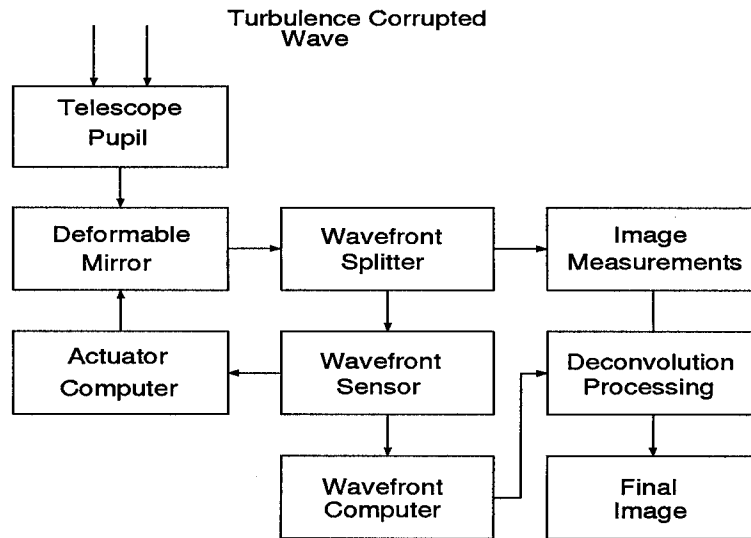 Turbulence Corrupted
Wave
Telescope
Pupil
Deformable
Mirror
Wavefront
Splitter
Image
Measurements
Actuator
Computer
Wavefront
Sensor
Deconvolution
Processing
Wavefront
Computer
Final
Image